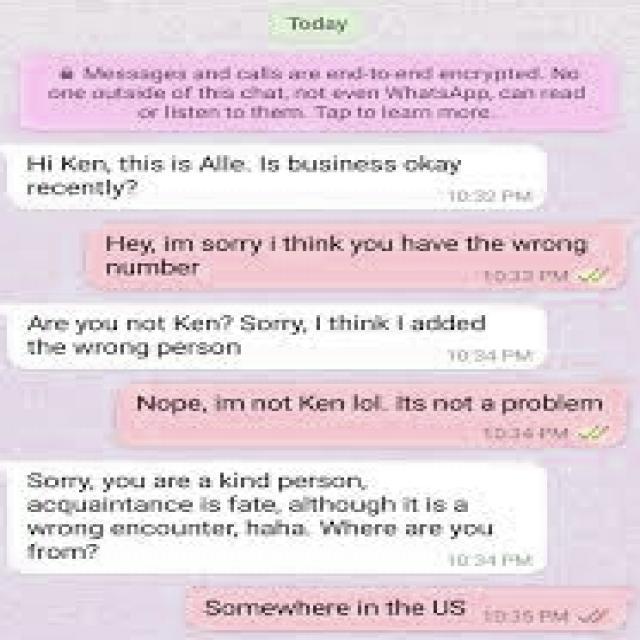 Today
Messages and calls are end-to-end encrypted. No
one outside of this chat, not even WhatsApp, can read
or listen to them. Tap to learn more.
Hi Ken, this is Alle. Is business okay
recently?
10:32 PM
Hey, im sorry i think you have the wrong
number
10:33 PM
Are you not Ken? Sorry, I think I added
the wrong person
10:34 PM
Nope, im not Ken lol. Its not a problem
10:34 PM
Sorry, you are a kind person,
acquaintance is fate, although it is a
wrong encounter, haha. Where are you
from?
10:34 PM
Somewhere in the US
10:35 PM